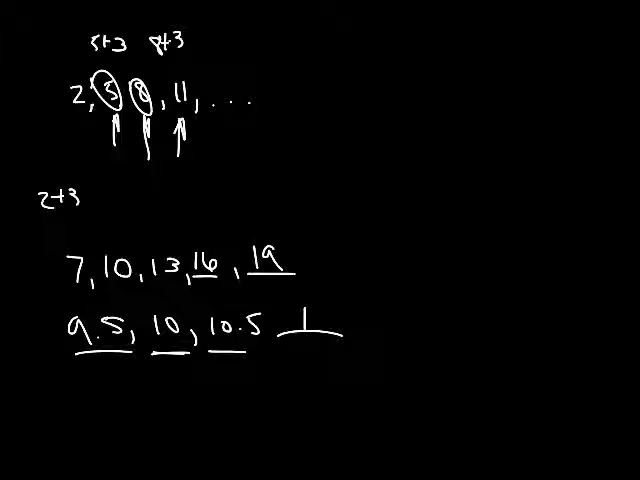 5+3 8+3
2, 5 8, 11, ...
2+3
7, 10, 13, 16, 19
9.5, 10, 10.5 1